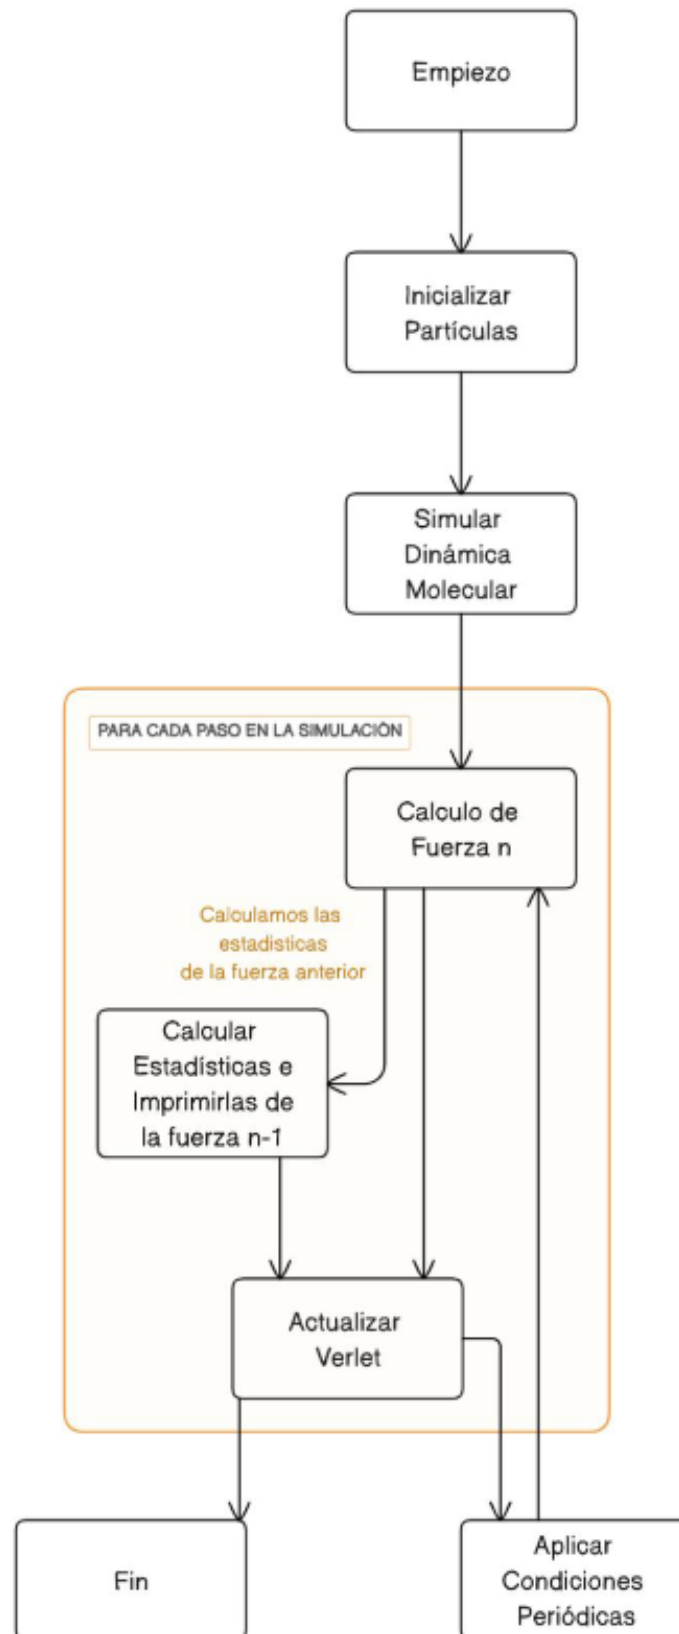 Empiezo
Inicializar
Partículas
Simular
Dinámica
Molecular
PARA CADA PASO EN LA SIMULACIÓN
Calculo de
Fuerza n
Calculamos las
estadisticas
de la fuerza anterior
Calcular
Estadísticas e
Imprimirlas de
la fuerza n-1
Actualizar
Verlet
Fin
Aplicar
Condiciones
Periódicas